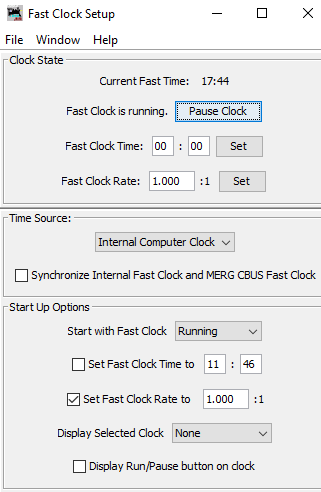 Fast Clock Setup
File Window Help
Clock State
Current Fast Time: 17:44
Fast Clock is running. Pause Clock
Fast Clock Time: 00 : 00 Set
Fast Clock Rate: 1.000 :1 Set
Time Source:
Internal Computer Clock
Synchronize Internal Fast Clock and MERG CBUS Fast Clock
Start Up Options
Start with Fast Clock Running
Set Fast Clock Time to 11 : 46
Set Fast Clock Rate to 1.000 :1
Display Selected Clock None
Display Run/Pause button on clock